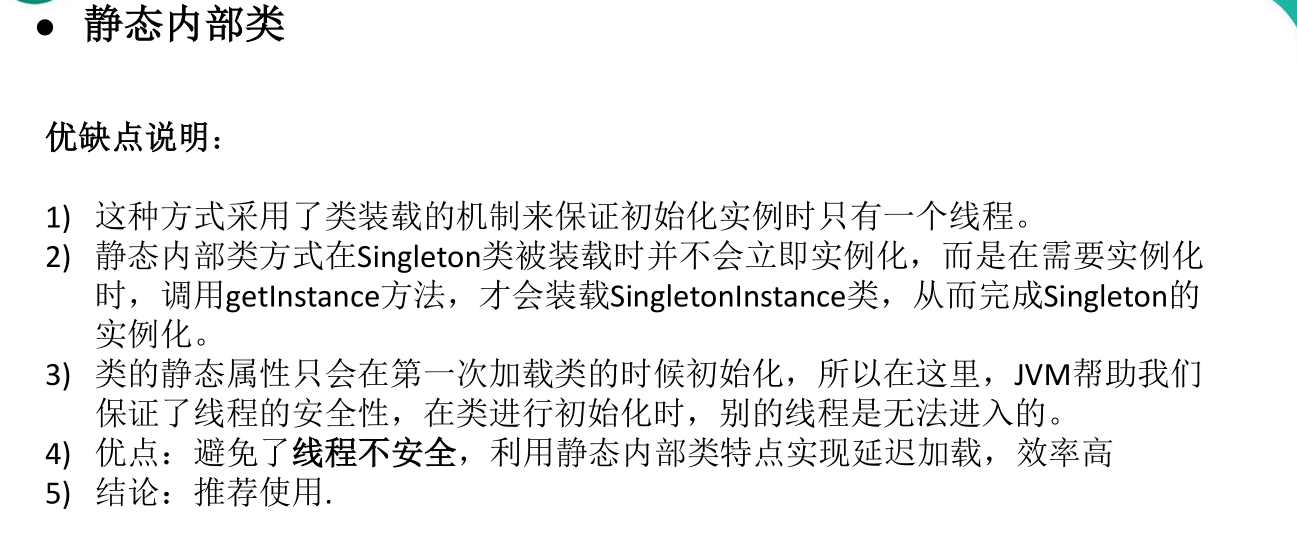 ● 静态内部类
优缺点说明：
1) 这种方式采用了类装载的机制来保证初始化实例时只有一个线程。
2) 静态内部类方式在Singleton类被装载时并不会立即实例化，而是在需要实例化
时，调用getInstance方法，才会装载SingletonInstance类，从而完成Singleton的
实例化。
3) 类的静态属性只会在第一次加载类的时候初始化，所以在这里，JVM帮助我们
保证了线程的安全性，在类进行初始化时，别的线程是无法进入的。
4) 优点：避免了线程不安全，利用静态内部类特点实现延迟加载，效率高
5) 结论：推荐使用.